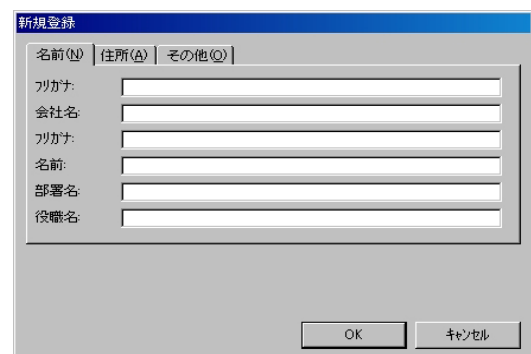 新規登録
名前(N) 住所(A) その他(O)
ﾌﾘｶﾞﾅ:
会社名:
ﾌﾘｶﾞﾅ:
名前:
部署名:
役職名:
OK ｷｬﾝｾﾙ